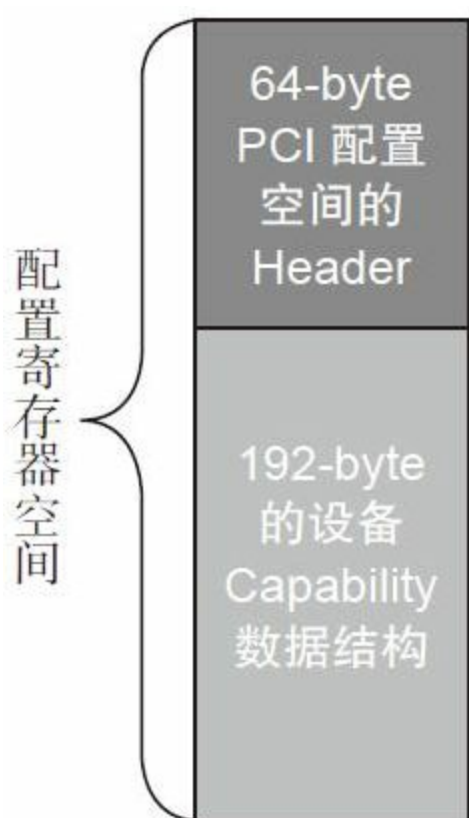 配置寄存器空间
64-byte
PCI 配置
空间的
Header
192-byte
的设备
Capability
数据结构